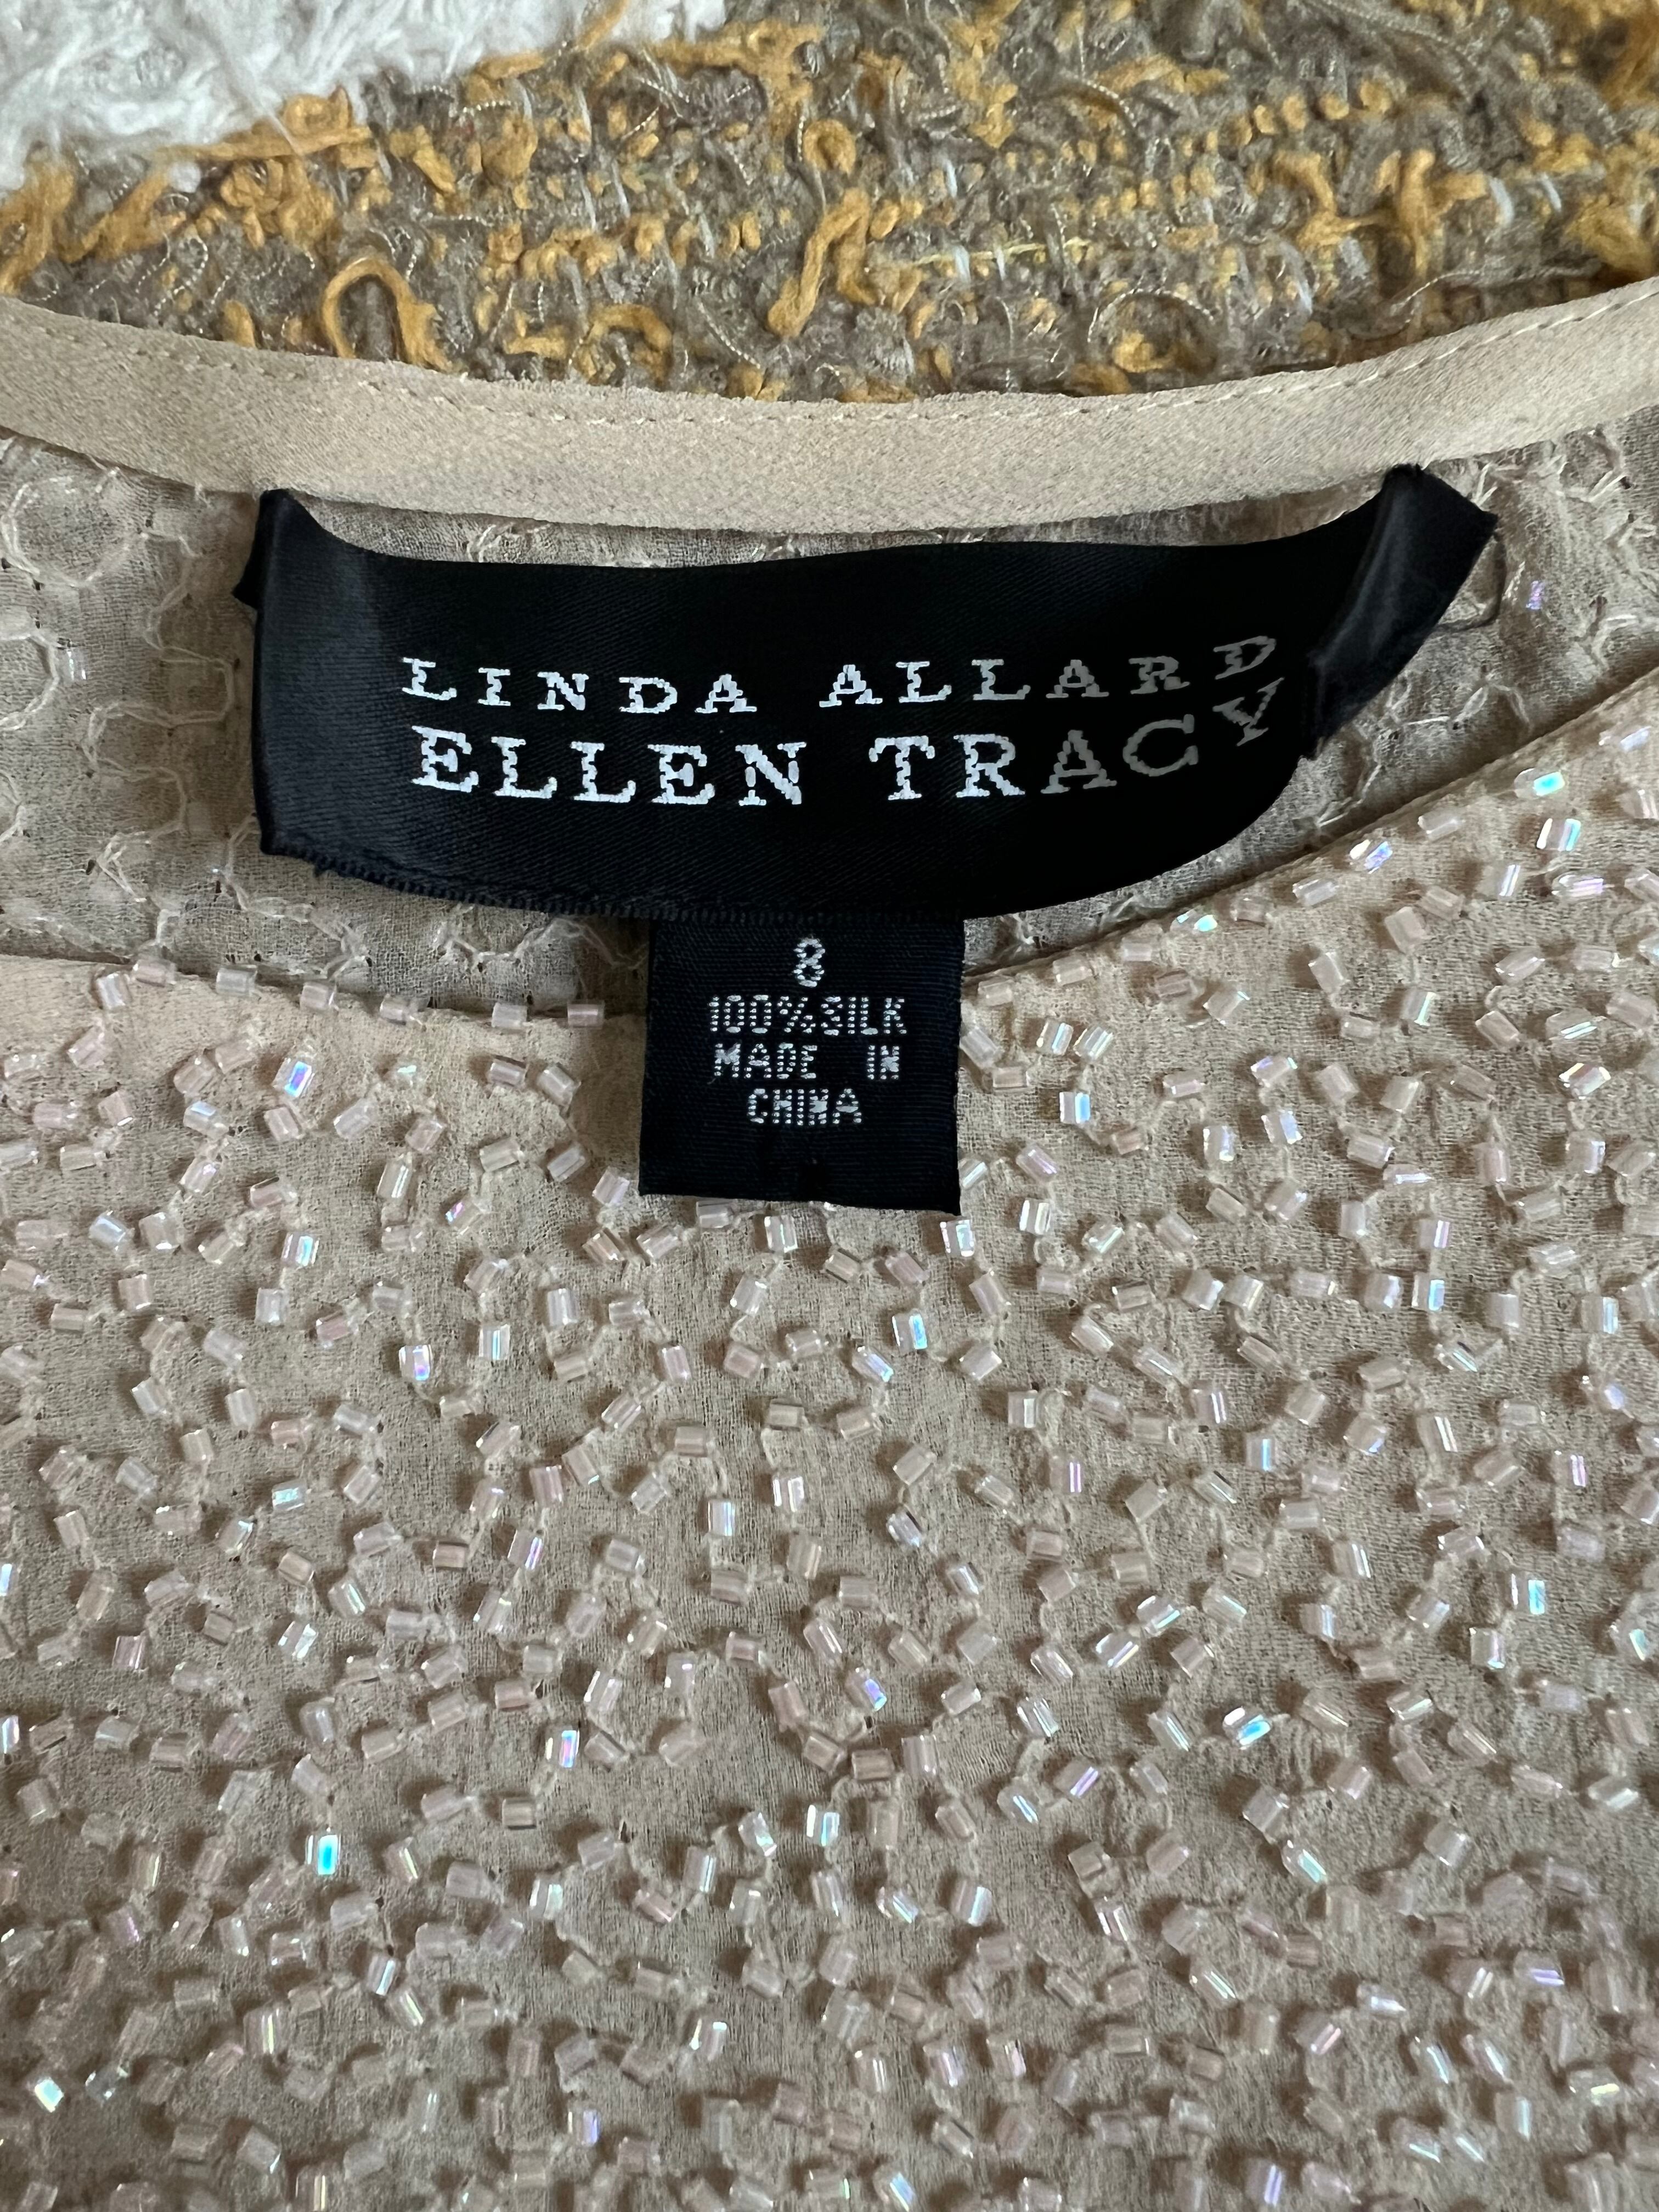 LINDA ALLARD
ELLEN TRACY
8
100%SILK
MADE IN
CHINA